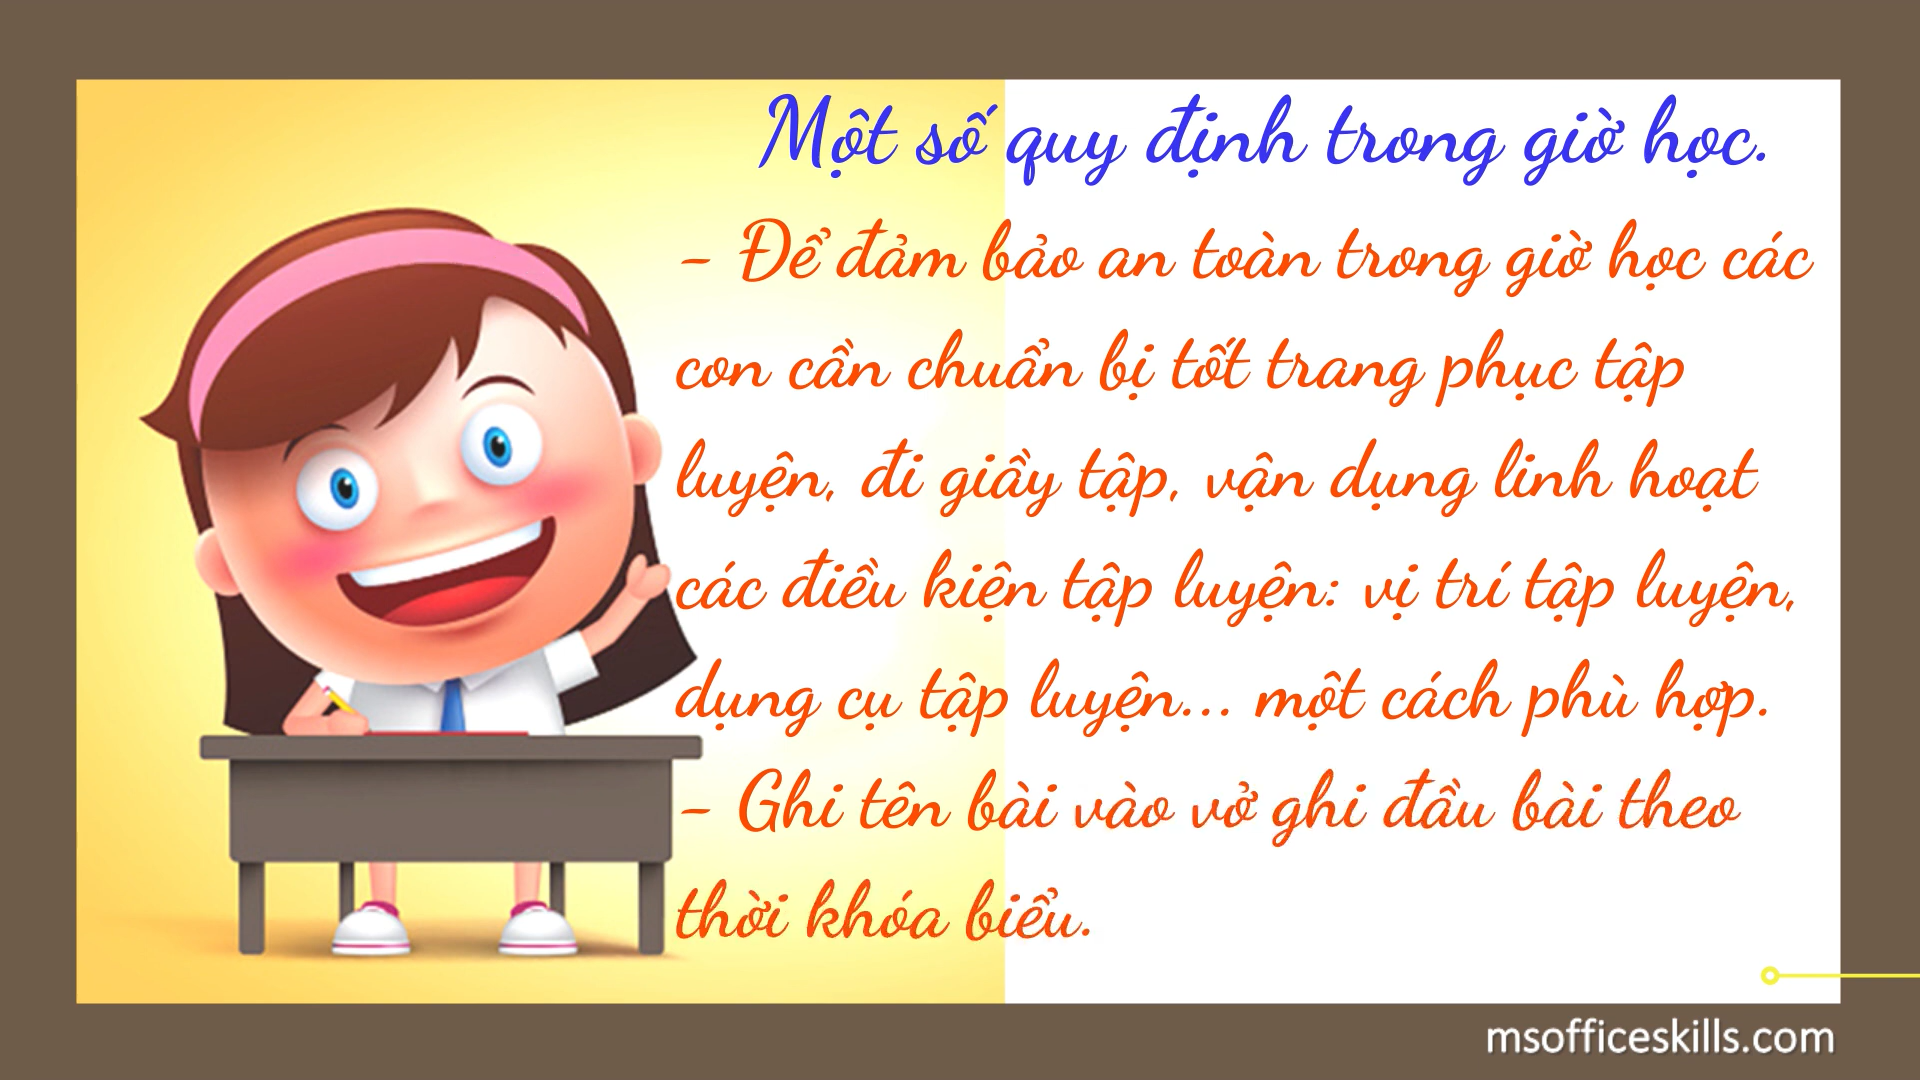 Một số quy định trong giờ học.
- Để đảm bảo an toàn trong giờ học các
con cần chuẩn bị tốt trang phục tập
luyện, đi giầy tập, vận dụng linh hoạt
các điều kiện tập luyện: vị trí tập luyện,
dụng cụ tập luyện... một cách phù hợp.
- Ghi tên bài vào vở ghi đầu bài theo
thời khóa biểu.
msofficeskills.com